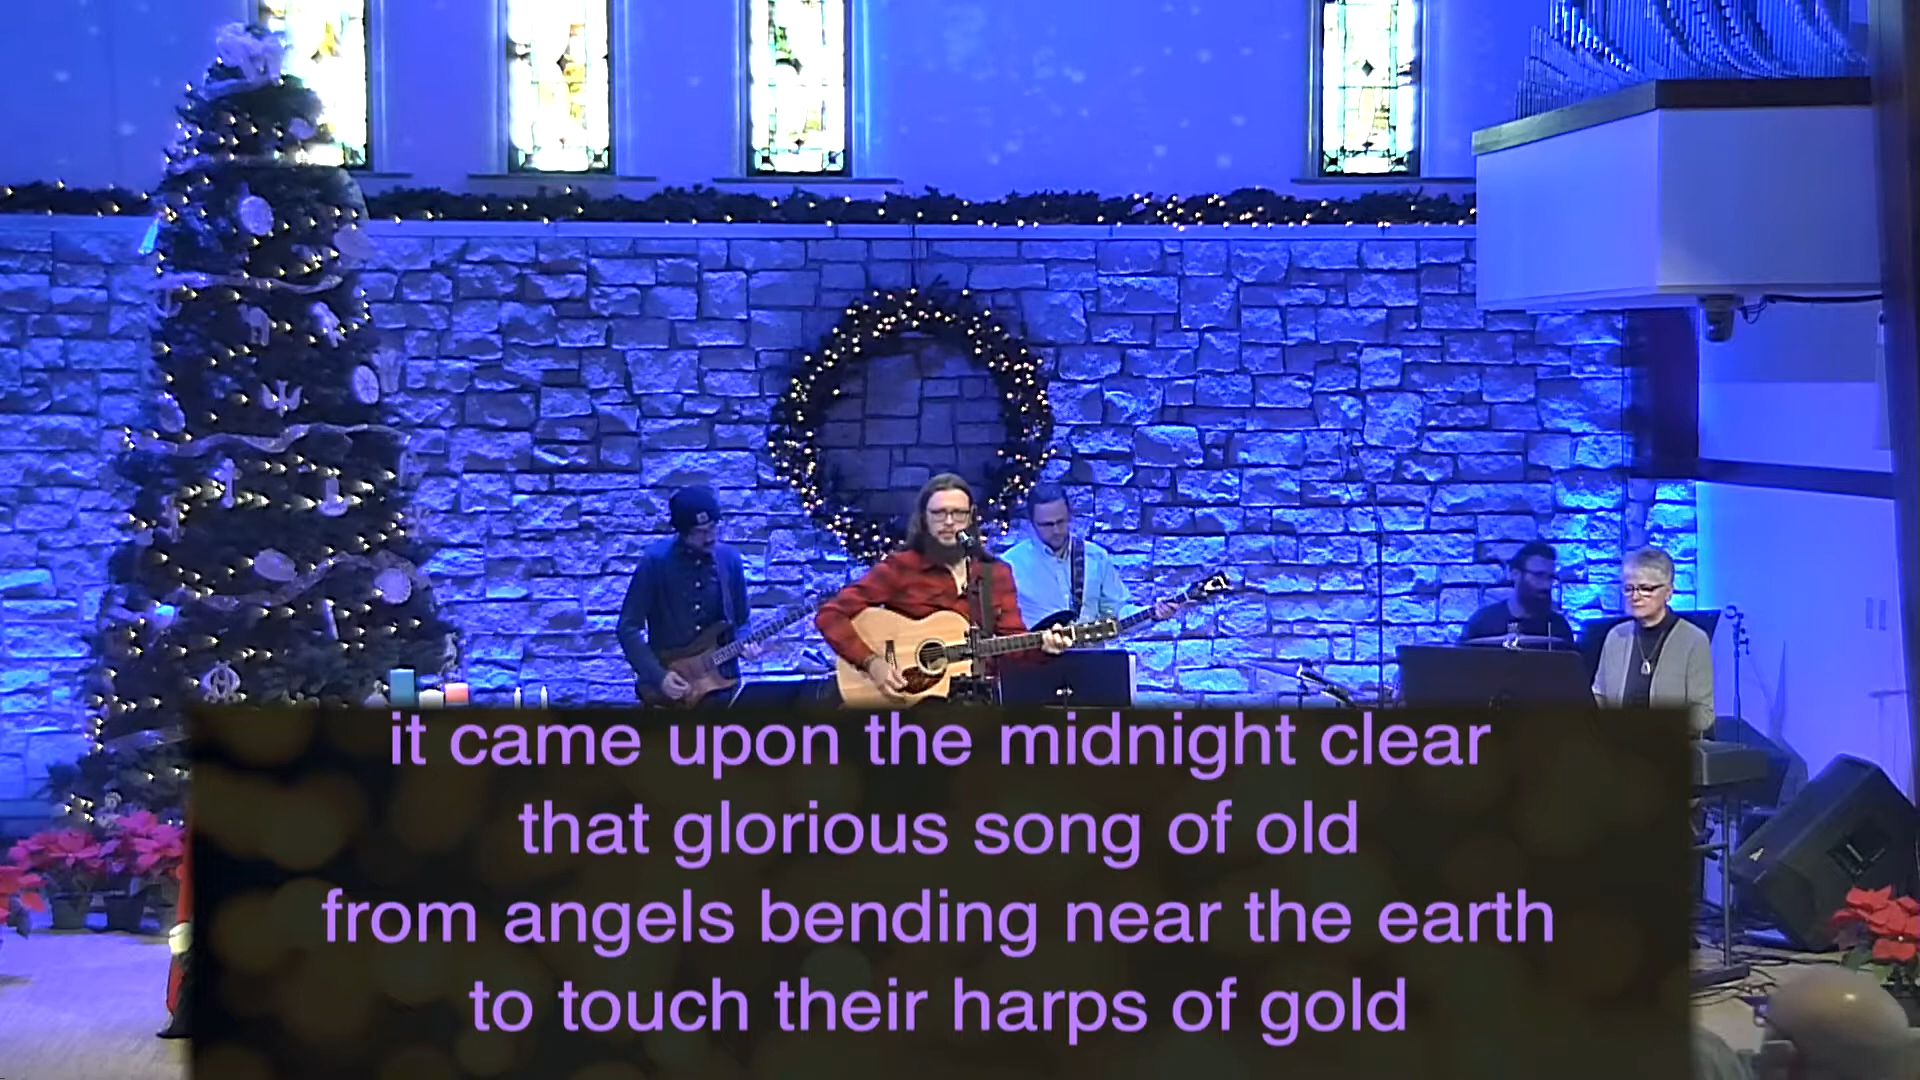 it came upon the midnight clear
that glorious song of old
from angels bending near the earth
to touch their harps of gold